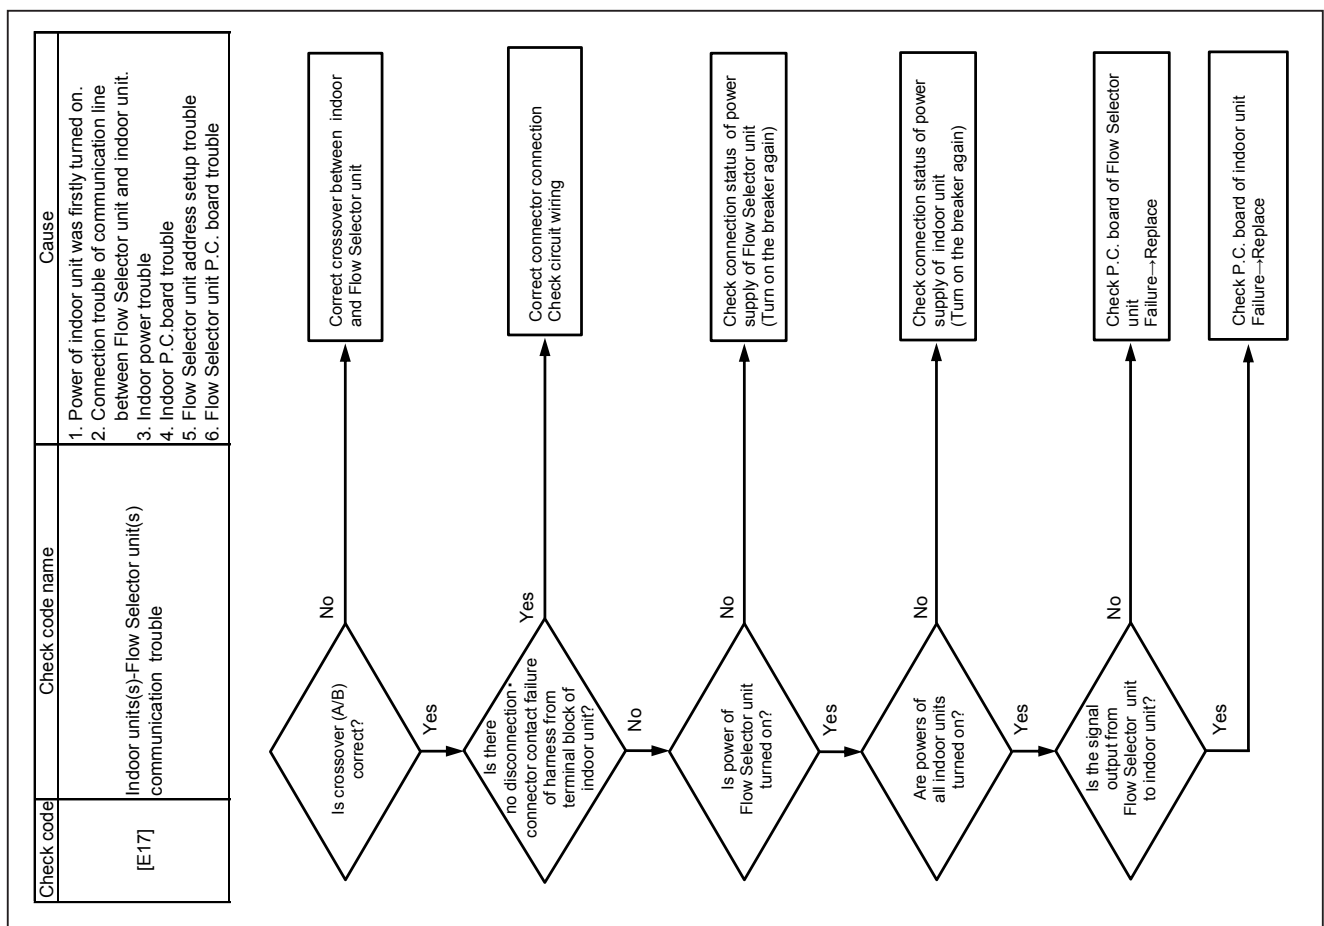 Check code
Check code name
Cause
[E17]
Indoor units(s)-Flow Selector unit(s)
communication trouble
1. Power of indoor unit was firstly turned on.
2. Connection trouble of communication line
between Flow Selector unit and indoor unit.
3. Indoor power trouble
4. Indoor P.C.board trouble
5. Flow Selector unit address setup trouble
6. Flow Selector unit P.C. board trouble
Is crossover (A/B)
correct?
No
Correct crossover between indoor
and Flow Selector unit
Yes
Is there
no disconnection•
connector contact failure
of harness from
terminal block of
indoor unit?
Yes
Correct connector connection
Check circuit wiring
No
Is power of
Flow Selector unit
turned on?
No
Check connection status of power
supply of Flow Selector unit
(Turn on the breaker again)
Yes
Are powers of
all indoor units
turned on?
No
Check connection status of power
supply of indoor unit
(Turn on the breaker again)
Yes
Is the signal
output from
Flow Selector unit
to indoor unit?
No
Check P.C. board of Flow Selector
unit
Failure→Replace
Yes
Check P.C. board of indoor unit
Failure→Replace